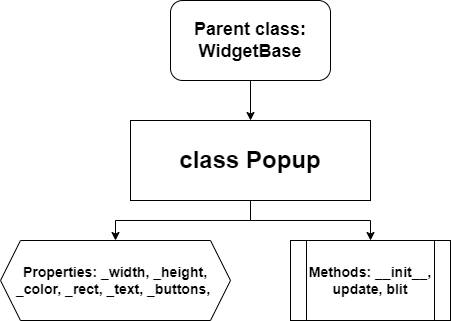 Parent class:
WidgetBase
class Popup
Properties: _width, _height,
_color, _rect, _text, _buttons,
Methods: __init__,
update, blit